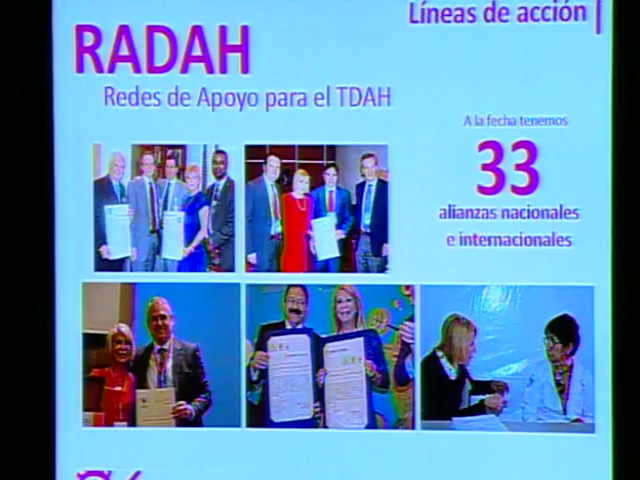 Líneas de acción
RADAH
Redes de Apoyo para el TDAH
A la fecha tenemos
33
alianzas nacionales
e internacionales